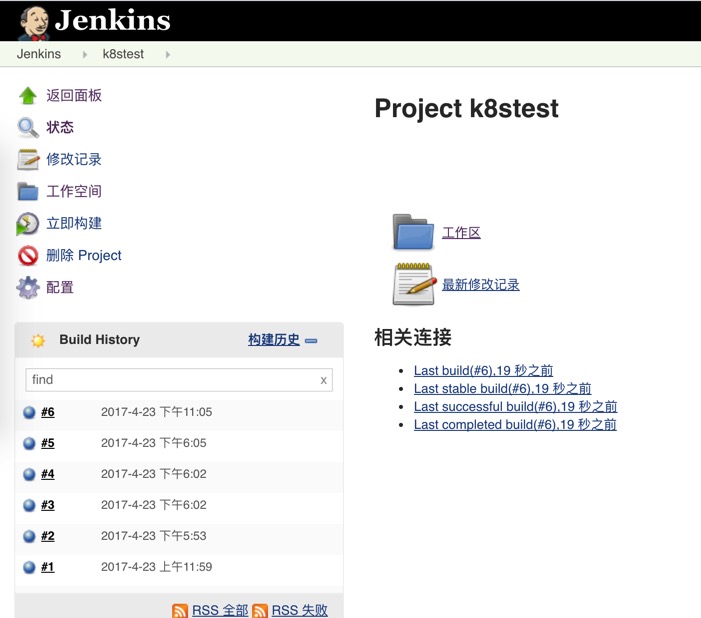 Jenkins
Jenkins k8stest
返回面板
状态
修改记录
工作空间
立即构建
删除 Project
配置
Build History 构建历史
find x
#6 2017-4-23 下午11:05
#5 2017-4-23 下午6:05
#4 2017-4-23 下午6:02
#3 2017-4-23 下午6:02
#2 2017-4-23 下午5:53
#1 2017-4-23 上午11:59
RSS 全部 RSS 失败
Project k8stest
工作区
最新修改记录
相关连接
Last build(#6),19 秒之前
Last stable build(#6),19 秒之前
Last successful build(#6),19 秒之前
Last completed build(#6),19 秒之前